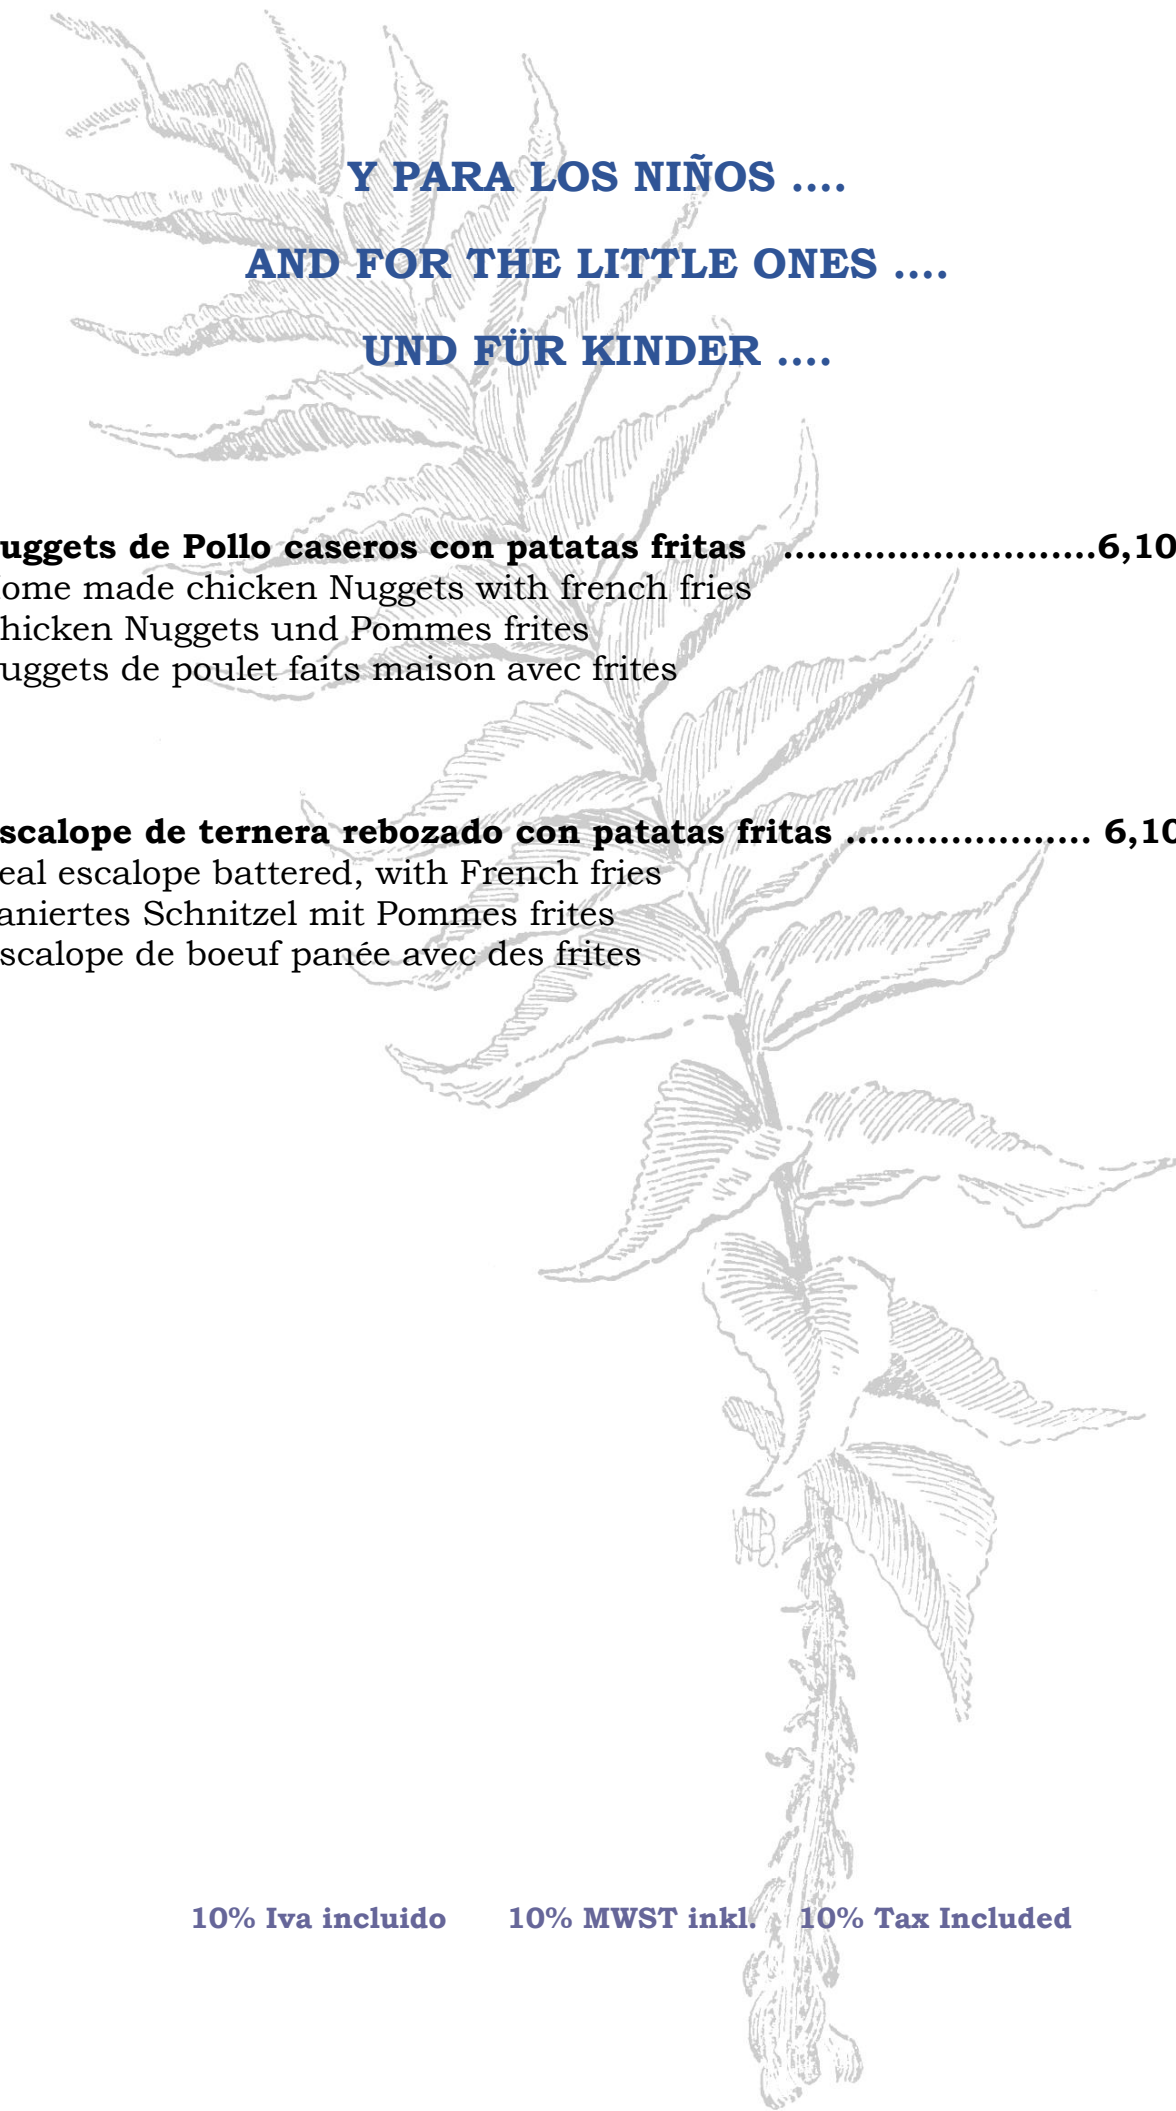 Y PARA LOS NIÑOS ....
AND FOR THE LITTLE ONES ....
UND FÜR KINDER ....
uggets de Pollo caseros con patatas fritas ...........................6,10
ome made chicken Nuggets with french fries
hicken Nuggets und Pommes frites
uggets de poulet faits maison avec frites
scalope de ternera rebozado con patatas fritas ..................... 6,10
eal escalope battered, with French fries
aniertes Schnitzel mit Pommes frites
scalope de boeuf panée avec des frites
10% Iva incluido 10% MWST inkl. 10% Tax Included